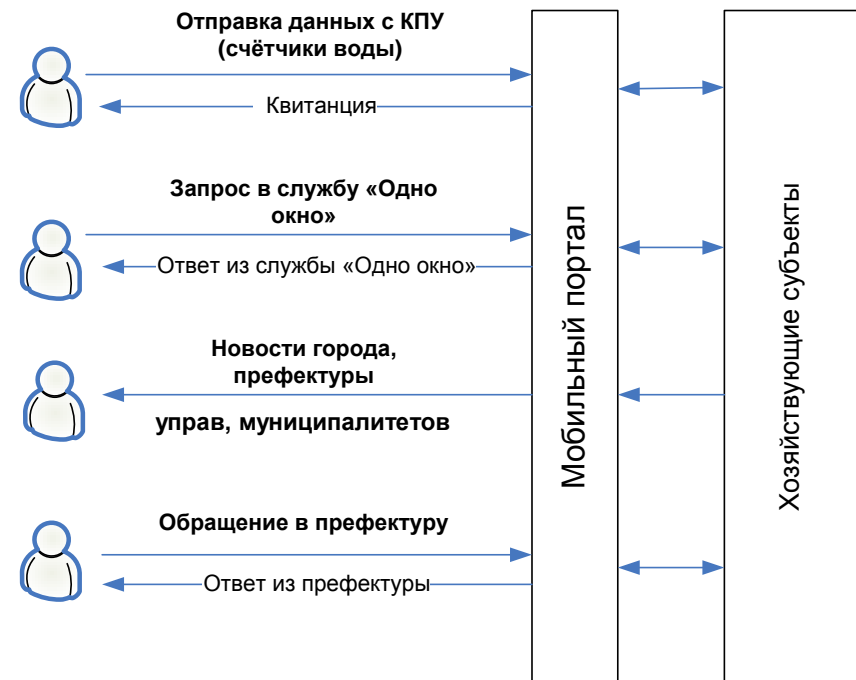 Отправка данных с КПУ
(счётчики воды)
Квитанция
Запрос в службу «Одно
окно»
Ответ из службы «Одно окно»
Новости города,
префектуры
управ, муниципалитетов
Обращение в префектуру
Ответ из префектуры
Мобильный портал
Хозяйствующие субъекты